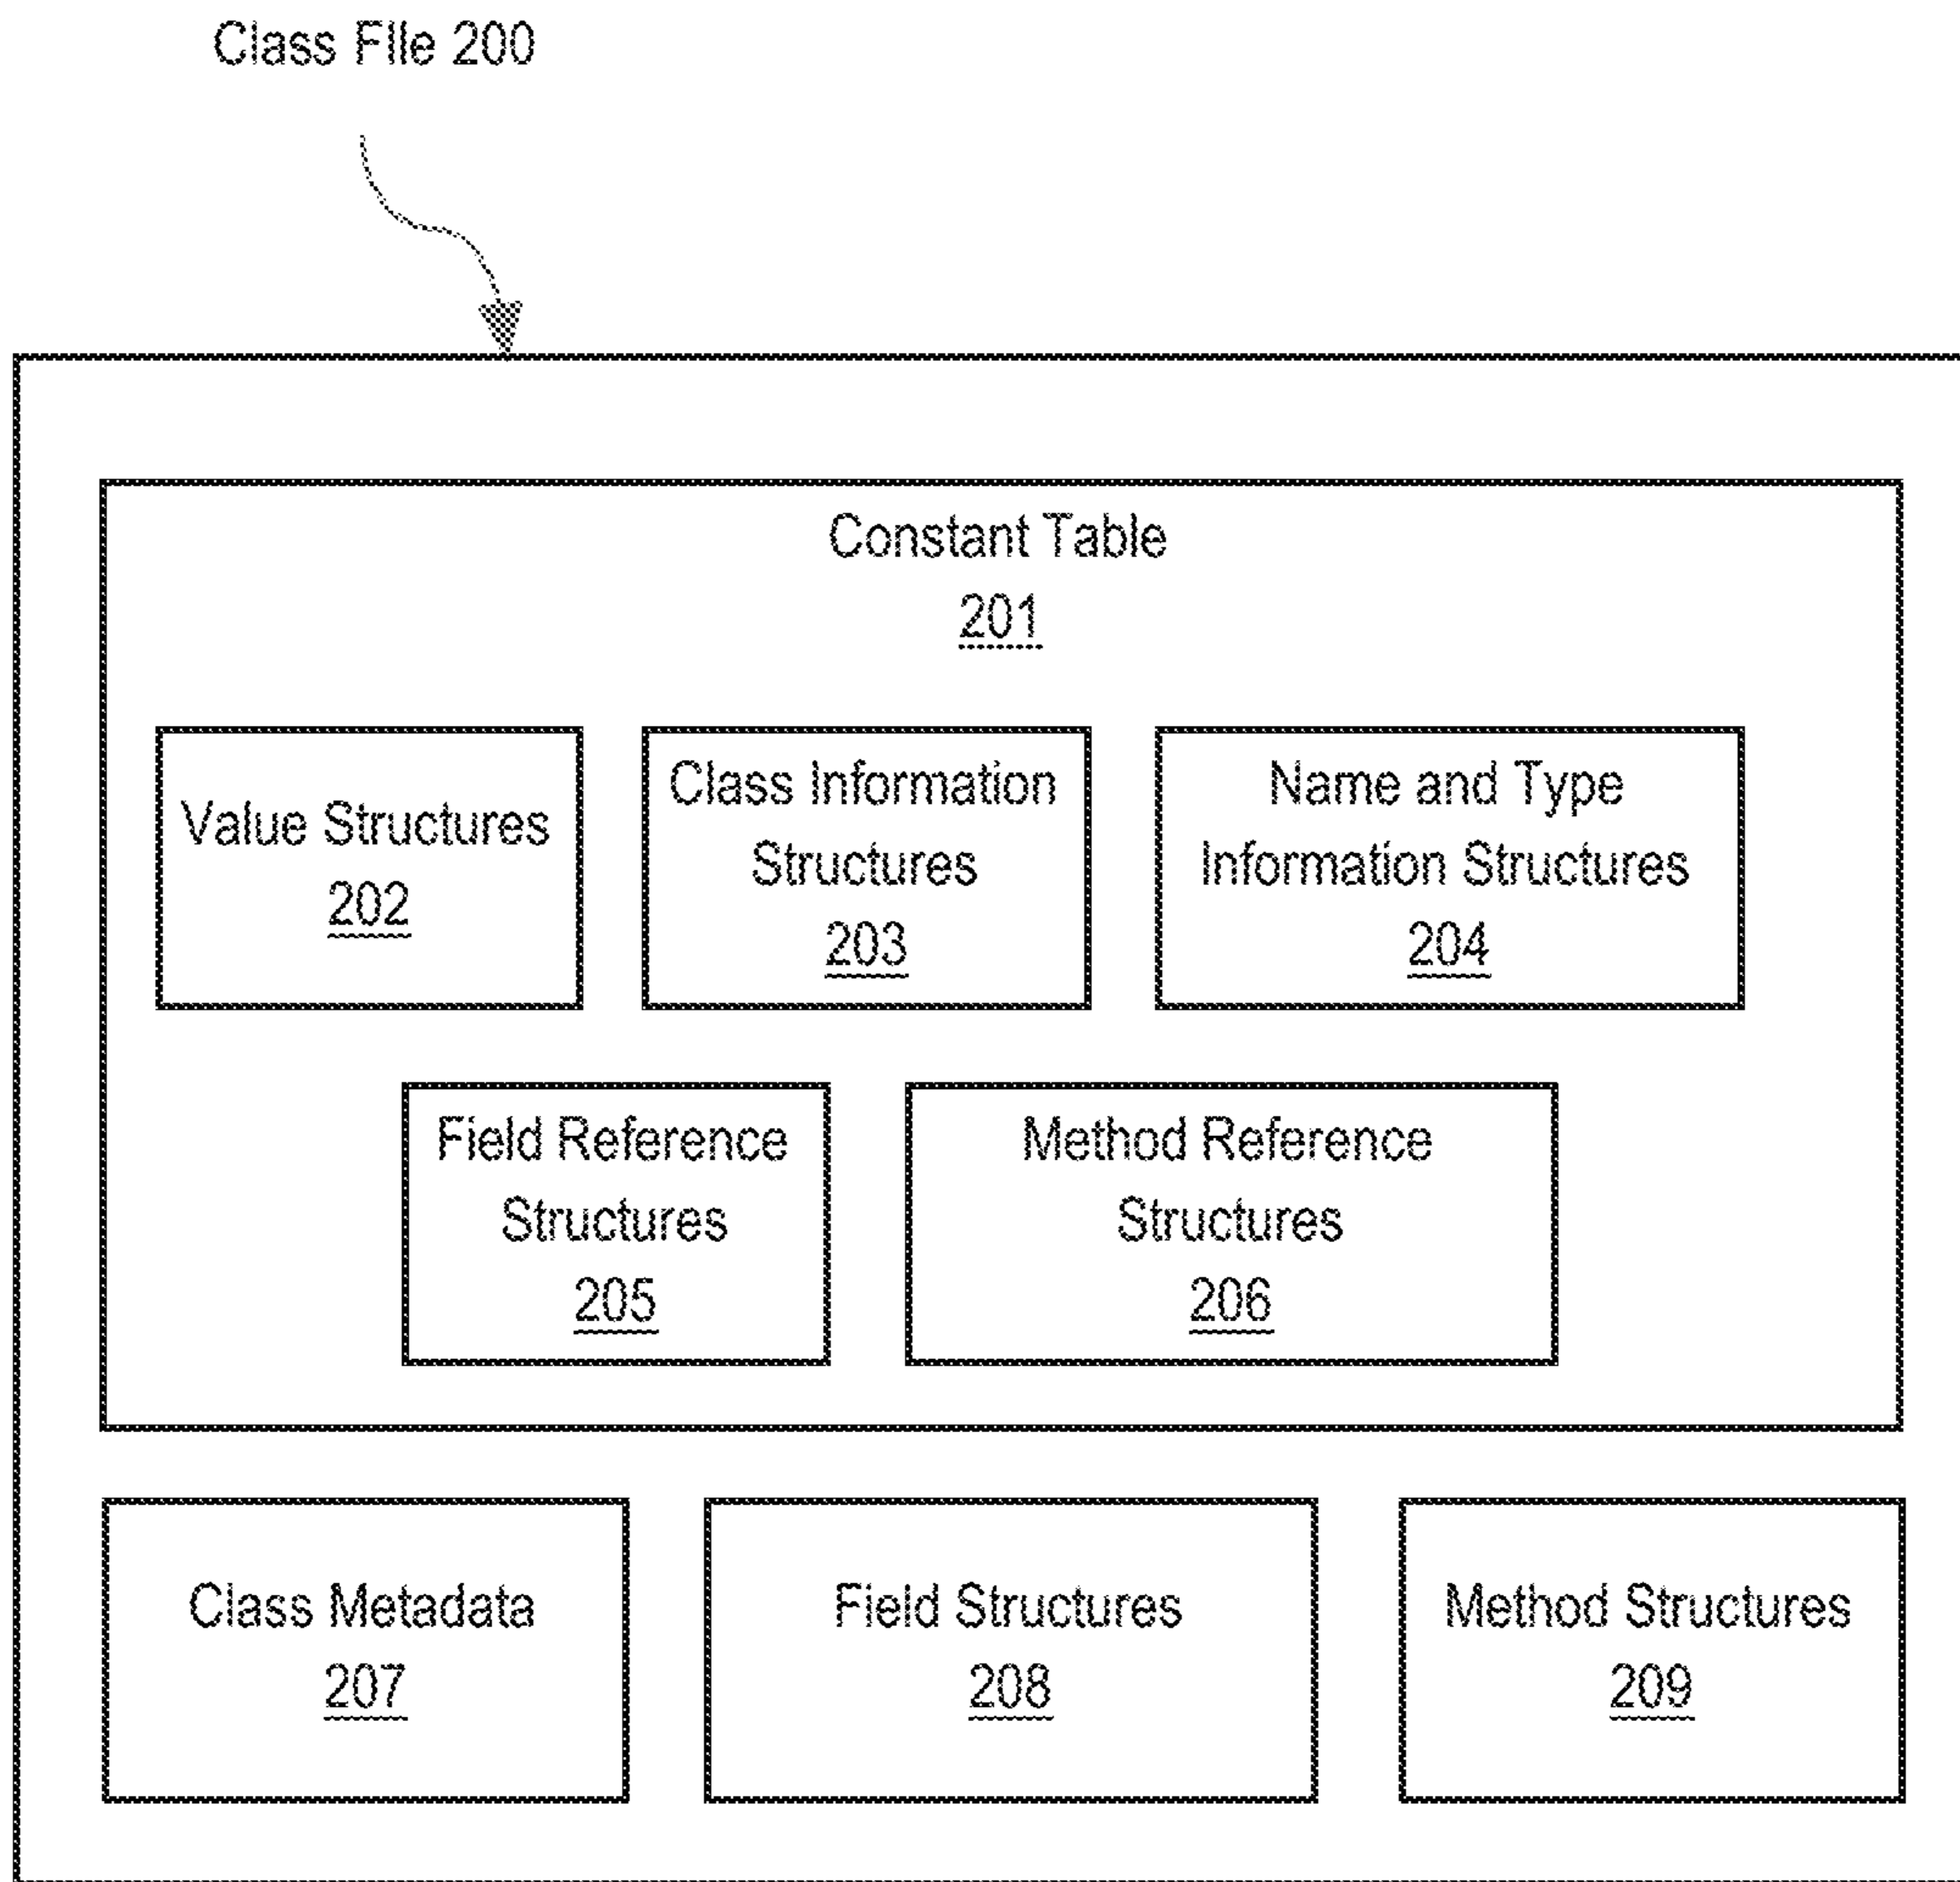 Class File 200
Constant Table
201
Value Structures
202
Class Information
Structures
203
Name and Type
Information Structures
204
Field Reference
Structures
205
Method Reference
Structures
206
Class Metadata
207
Field Structures
208
Method Structures
209